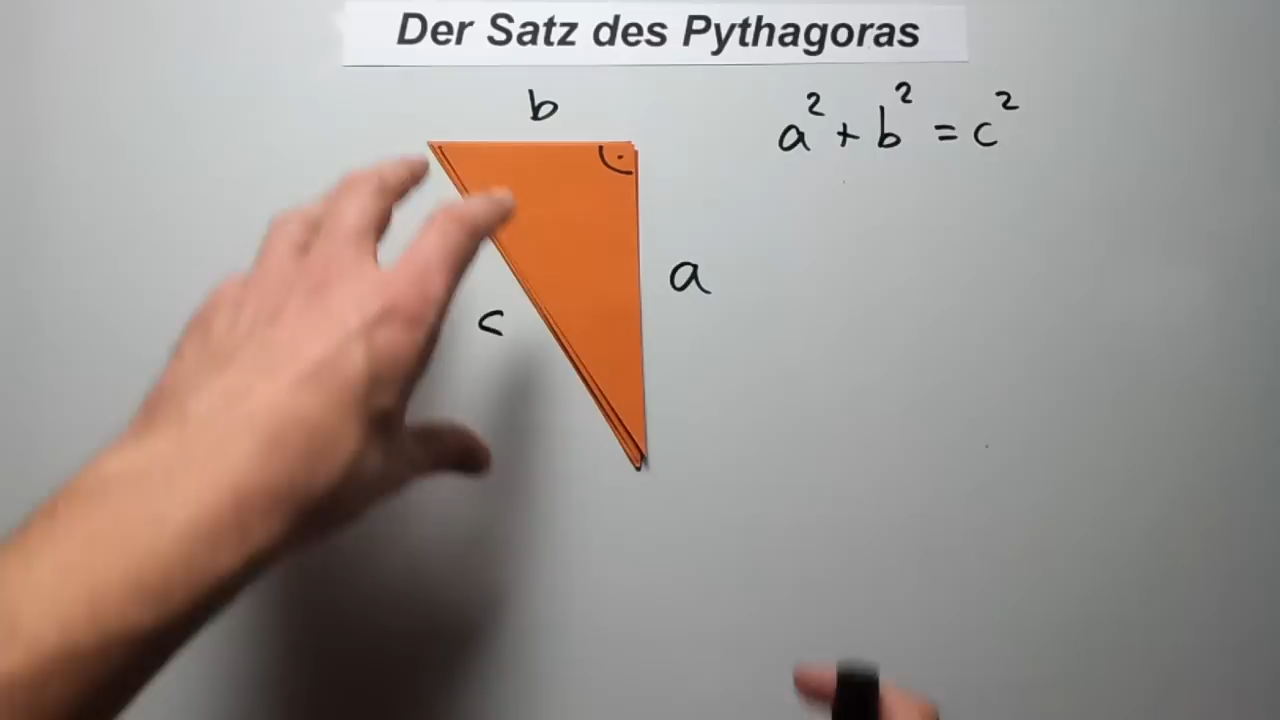 Der Satz des Pythagoras
b
a² + b² = c²
a
c